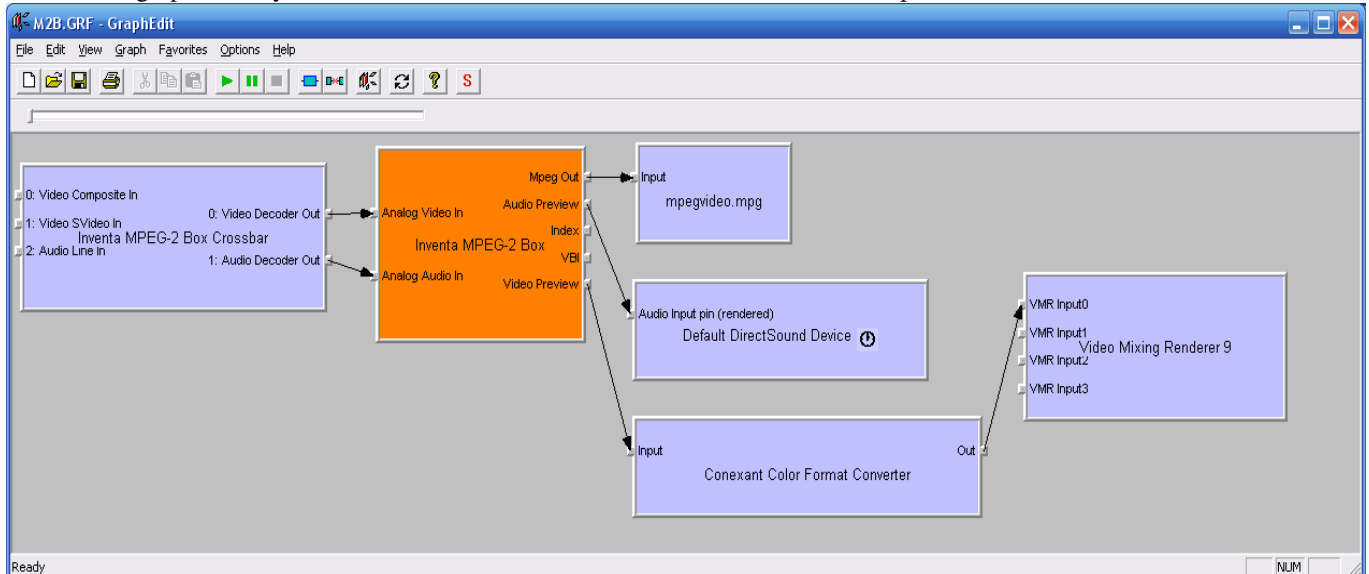 M2B.GRF - GraphEdit
File Edit View Graph Favorites Options Help
S
0: Video Composite In
1: Video SVideo In
2: Audio Line In
0: Video Decoder Out
1: Audio Decoder Out
Inventa MPEG-2 Box Crossbar
Analog Video In
Analog Audio In
Inventa MPEG-2 Box
Mpeg Out
Audio Preview
Index
VBI
Video Preview
Input
mpegvideo.mpg
Audio Input pin (rendered)
Default DirectSound Device
Input
Out
Conexant Color Format Converter
VMR Input0
VMR Input1
VMR Input2
VMR Input3
Video Mixing Renderer 9
Ready
NUM